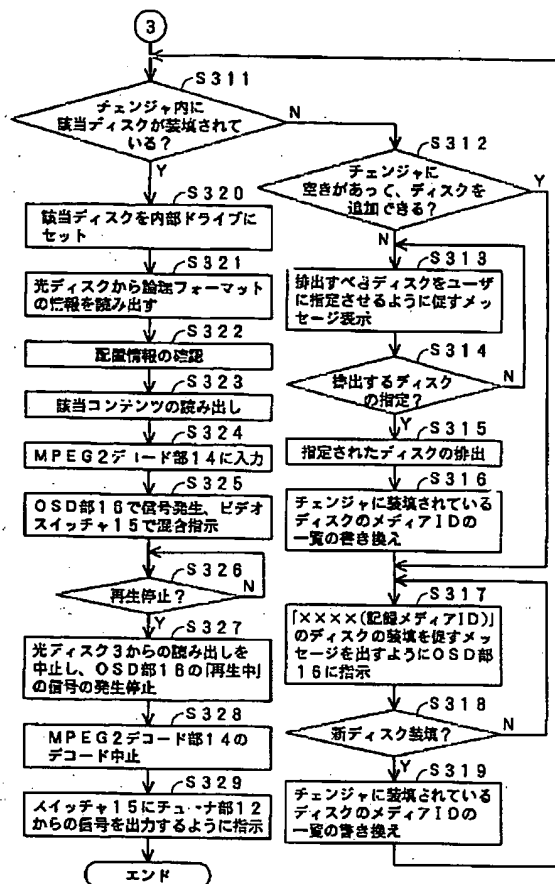 3
S311
チェンジャ内に
該当ディスクが装填されて
いる?
N
Y
S320
該当ディスクを内部ドライブに
セット
S321
光ディスクから論理フォーマット
の情報を読み出す
S322
配置情報の確認
S323
該当コンテンツの読み出し
S324
MPEG2デコード部14に入力
S325
OSD部16で信号発生、ビデオ
スイッチャ15で混合指示
S326
再生停止?
N
Y
S327
光ディスク3からの読み出しを
中止し、OSD部16の「再生中」
の信号の発生停止
S328
MPEG2デコード部14の
デコード中止
S329
スイッチャ15にチューナ部12
からの信号を出力するように指示
エンド
S312
チェンジャに
空きがあって、ディスクを
追加できる?
Y
N
S313
排出すべきディスクをユーザ
に指定させるように促すメッ
セージ表示
S314
排出するディスク
の指定?
N
Y
S315
指定されたディスクの排出
S316
チェンジャに装填されている
ディスクのメディアIDの
一覧の書き換え
S317
「××××(記録メディアID)」
のディスクの装填を促すメッ
セージを出すようにOSD部
16に指示
S318
新ディスク装填?
N
Y
S319
チェンジャに装填されている
ディスクのメディアIDの
一覧の書き換え